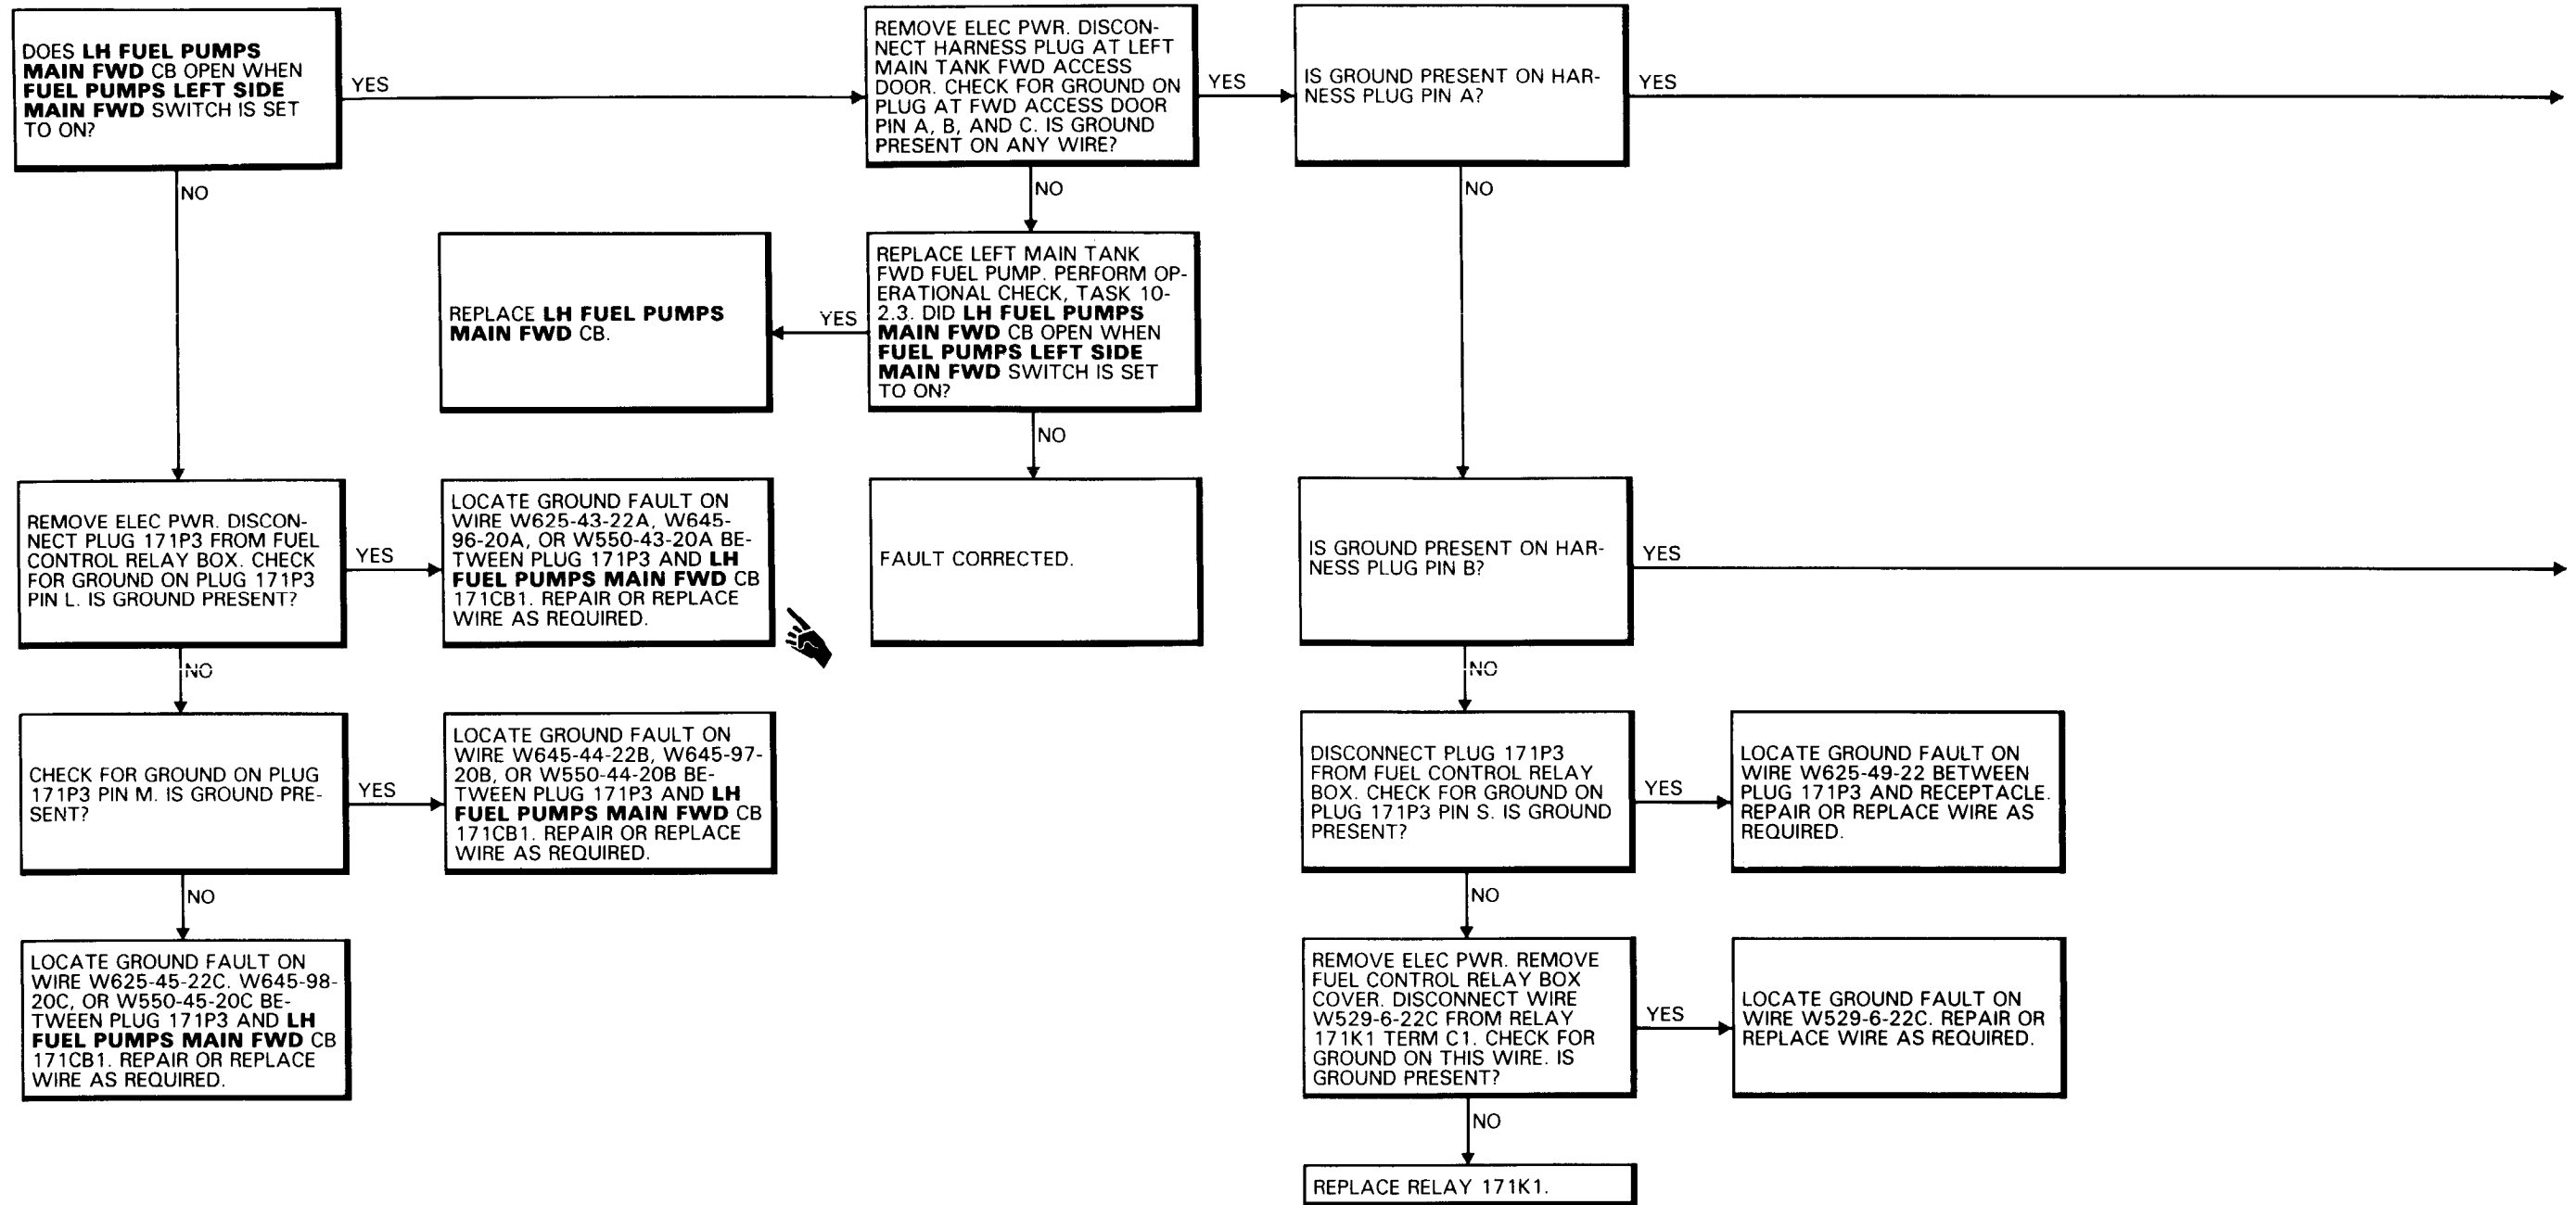 DOES LH FUEL PUMPS
MAIN FWD CB OPEN WHEN
FUEL PUMPS LEFT SIDE
MAIN FWD SWITCH IS SET
TO ON?
YES
NO
REMOVE ELEC PWR. DISCON-
NECT HARNESS PLUG AT LEFT
MAIN TANK FWD ACCESS
DOOR. CHECK FOR GROUND ON
PLUG AT FWD ACCESS DOOR
PIN A, B, AND C. IS GROUND
PRESENT ON ANY WIRE?
YES
NO
IS GROUND PRESENT ON HAR-
NESS PLUG PIN A?
YES
NO
REPLACE LH FUEL PUMPS
MAIN FWD CB.
YES
REPLACE LEFT MAIN TANK
FWD FUEL PUMP. PERFORM OP-
ERATIONAL CHECK, TASK 10-
2.3. DID LH FUEL PUMPS
MAIN FWD CB OPEN WHEN
FUEL PUMPS LEFT SIDE
MAIN FWD SWITCH IS SET
TO ON?
NO
REMOVE ELEC PWR. DISCON-
NECT PLUG 171P3 FROM FUEL
CONTROL RELAY BOX. CHECK
FOR GROUND ON PLUG 171P3
PIN L. IS GROUND PRESENT?
YES
NO
LOCATE GROUND FAULT ON
WIRE W625-43-22A, W645-
96-20A, OR W550-43-20A BE-
TWEEN PLUG 171P3 AND LH
FUEL PUMPS MAIN FWD CB
171CB1. REPAIR OR REPLACE
WIRE AS REQUIRED.
FAULT CORRECTED.
IS GROUND PRESENT ON HAR-
NESS PLUG PIN B?
YES
NO
CHECK FOR GROUND ON PLUG
171P3 PIN M. IS GROUND PRE-
SENT?
YES
NO
LOCATE GROUND FAULT ON
WIRE W645-44-22B, W645-97-
20B, OR W550-44-20B BE-
TWEEN PLUG 171P3 AND LH
FUEL PUMPS MAIN FWD CB
171CB1. REPAIR OR REPLACE
WIRE AS REQUIRED.
DISCONNECT PLUG 171P3
FROM FUEL CONTROL RELAY
BOX. CHECK FOR GROUND ON
PLUG 171P3 PIN S. IS GROUND
PRESENT?
YES
NO
LOCATE GROUND FAULT ON
WIRE W625-49-22 BETWEEN
PLUG 171P3 AND RECEPTACLE.
REPAIR OR REPLACE WIRE AS
REQUIRED.
LOCATE GROUND FAULT ON
WIRE W625-45-22C. W645-98-
20C, OR W550-45-20C BE-
TWEEN PLUG 171P3 AND LH
FUEL PUMPS MAIN FWD CB
171CB1. REPAIR OR REPLACE
WIRE AS REQUIRED.
REMOVE ELEC PWR. REMOVE
FUEL CONTROL RELAY BOX
COVER. DISCONNECT WIRE
W529-6-22C FROM RELAY
171K1 TERM C1. CHECK FOR
GROUND ON THIS WIRE. IS
GROUND PRESENT?
YES
NO
LOCATE GROUND FAULT ON
WIRE W529-6-22C. REPAIR OR
REPLACE WIRE AS REQUIRED.
REPLACE RELAY 171K1.